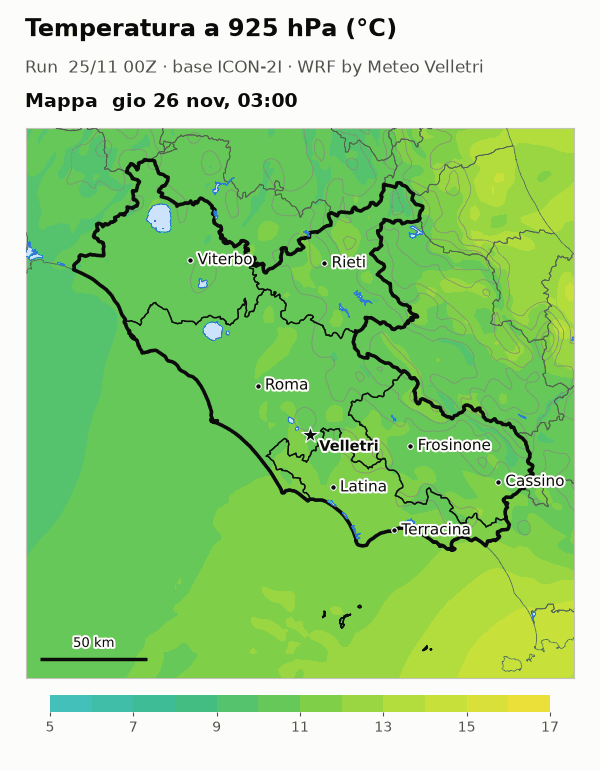 Temperatura a 925 hPa (°C)
Run  25/11 00Z · base ICON-2I · WRF by Meteo Velletri
Mappa  gio 26 nov, 03:00
Viterbo
Rieti
Roma
Velletri
Frosinone
Latina
Cassino
Terracina
50 km
5 7 9 11 13 15 17